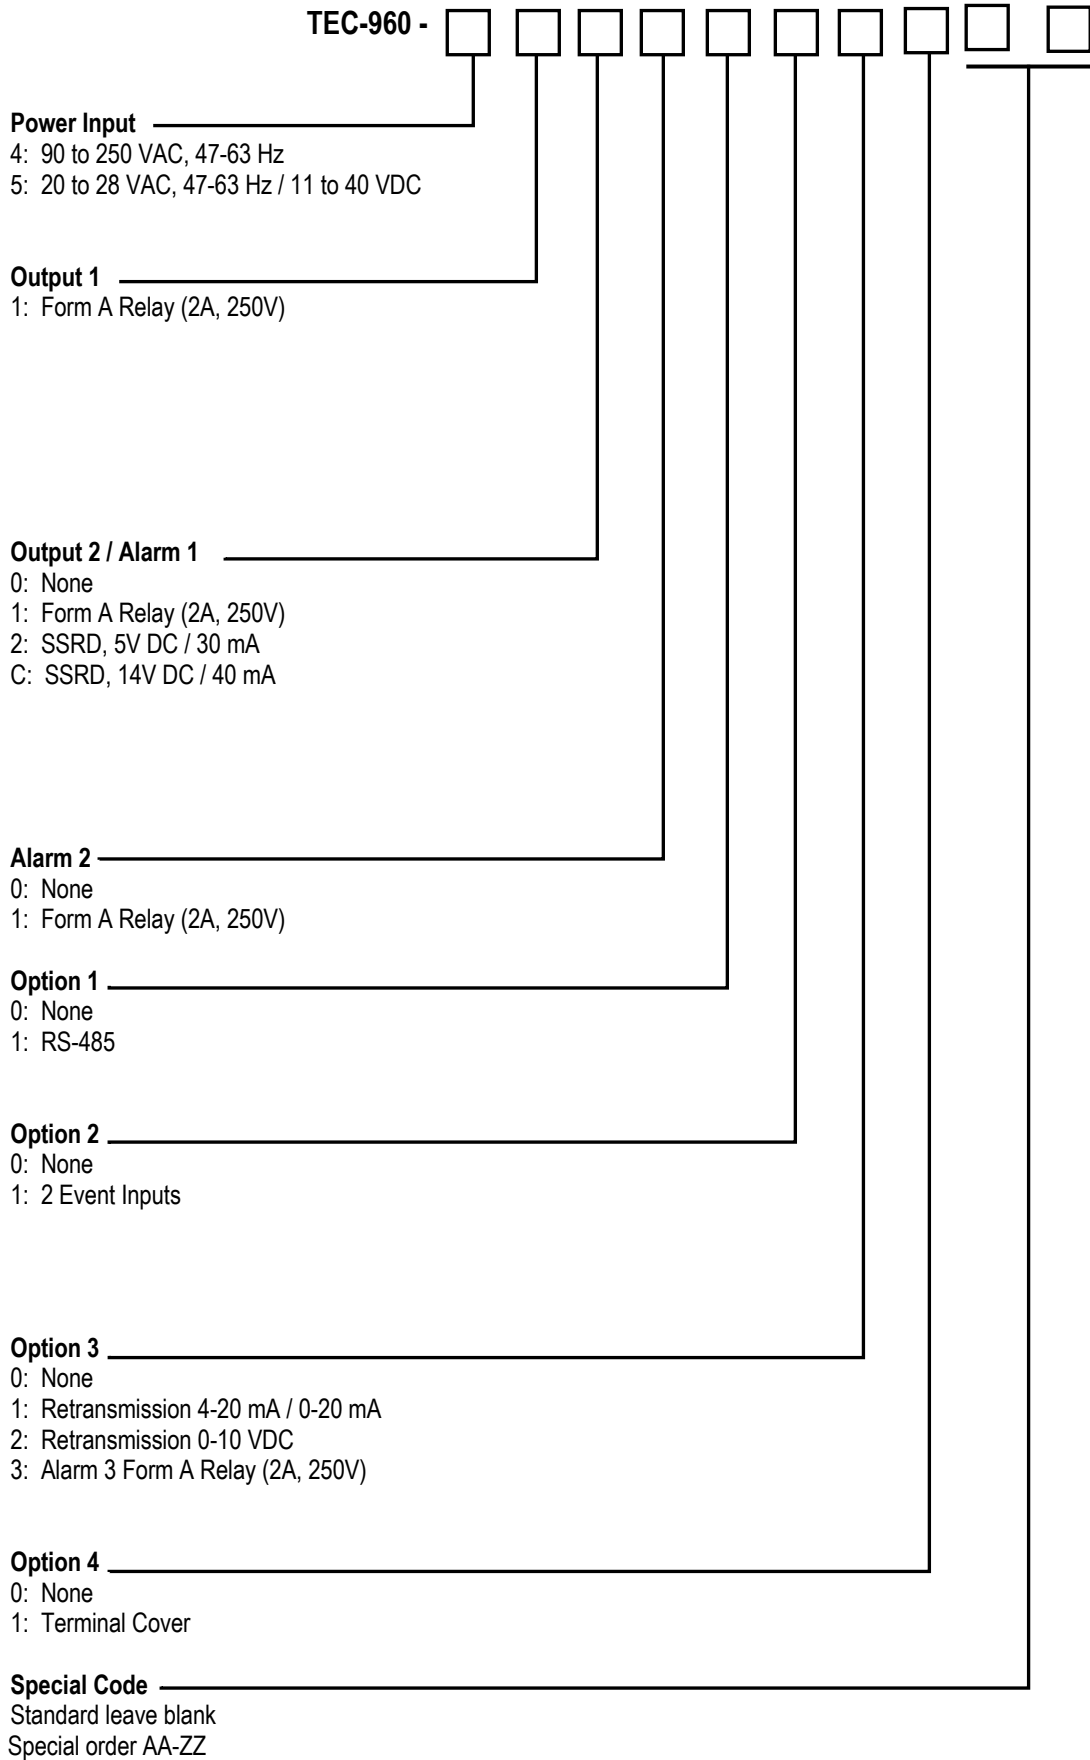 TEC-960 -
Power Input
4: 90 to 250 VAC, 47-63 Hz
5: 20 to 28 VAC, 47-63 Hz / 11 to 40 VDC
Output 1
1: Form A Relay (2A, 250V)
Output 2 / Alarm 1
0: None
1: Form A Relay (2A, 250V)
2: SSRD, 5V DC / 30 mA
C: SSRD, 14V DC / 40 mA
Alarm 2
0: None
1: Form A Relay (2A, 250V)
Option 1
0: None
1: RS-485
Option 2
0: None
1: 2 Event Inputs
Option 3
0: None
1: Retransmission 4-20 mA / 0-20 mA
2: Retransmission 0-10 VDC
3: Alarm 3 Form A Relay (2A, 250V)
Option 4
0: None
1: Terminal Cover
Special Code
Standard leave blank
Special order AA-ZZ